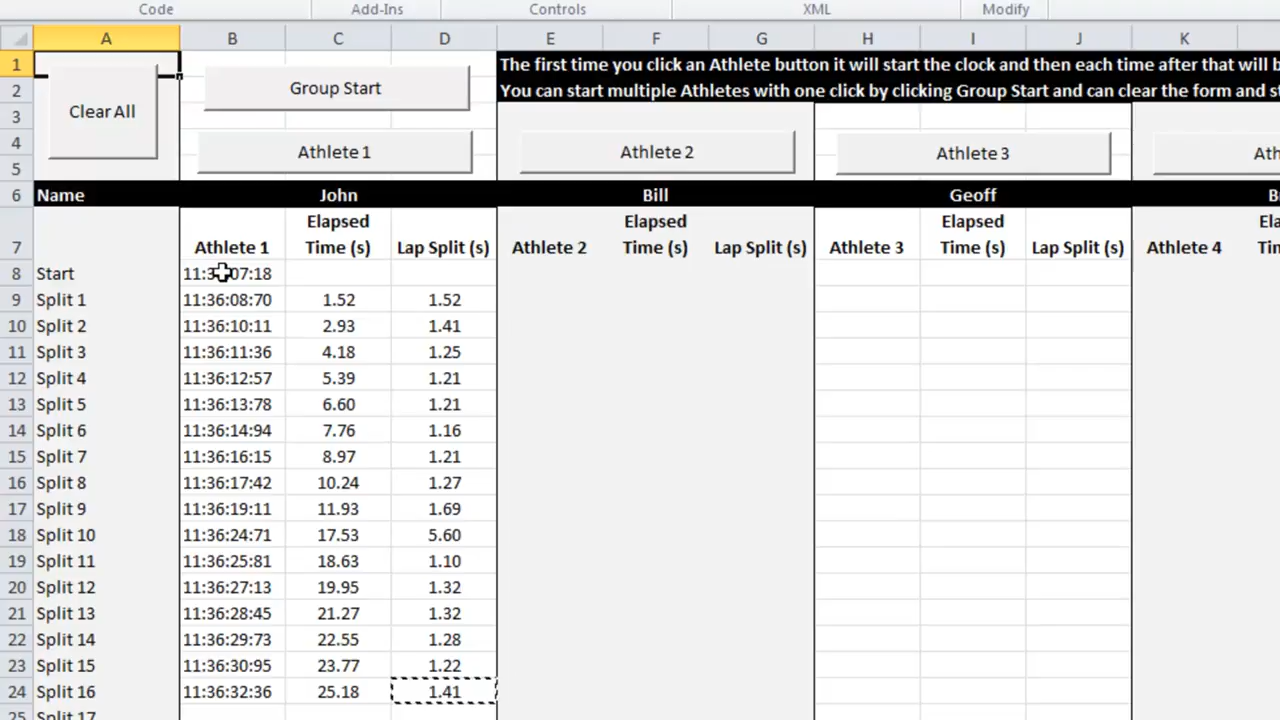 Code Add-Ins Controls XML Modify
A B C D E F G H I J K
1 The first time you click an Athlete button it will start the clock and then each time after that will b
2 You can start multiple Athletes with one click by clicking Group Start and can clear the form and st
Clear All Group Start
3
4 Athlete 1 Athlete 2 Athlete 3 Ath
5
6 Name John Bill Geoff B
Elapsed Elapsed Elapsed Ela
7 Athlete 1 Time (s) Lap Split (s) Athlete 2 Time (s) Lap Split (s) Athlete 3 Time (s) Lap Split (s) Athlete 4 Tin
8 Start 11:3 07:18
9 Split 1 11:36:08:70 1.52 1.52
10 Split 2 11:36:10:11 2.93 1.41
11 Split 3 11:36:11:36 4.18 1.25
12 Split 4 11:36:12:57 5.39 1.21
13 Split 5 11:36:13:78 6.60 1.21
14 Split 6 11:36:14:94 7.76 1.16
15 Split 7 11:36:16:15 8.97 1.21
16 Split 8 11:36:17:42 10.24 1.27
17 Split 9 11:36:19:11 11.93 1.69
18 Split 10 11:36:24:71 17.53 5.60
19 Split 11 11:36:25:81 18.63 1.10
20 Split 12 11:36:27:13 19.95 1.32
21 Split 13 11:36:28:45 21.27 1.32
22 Split 14 11:36:29:73 22.55 1.28
23 Split 15 11:36:30:95 23.77 1.22
24 Split 16 11:36:32:36 25.18 1.41
25 Split 17